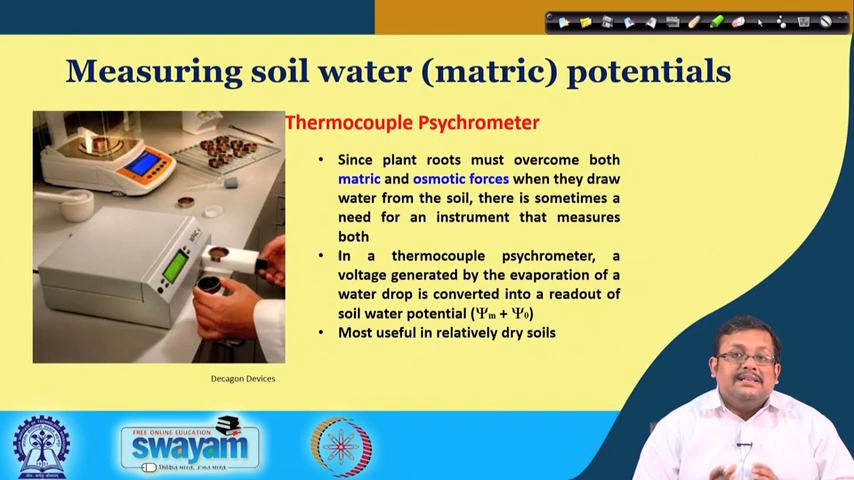 Measuring soil water (matric) potentials
Thermocouple Psychrometer
• Since plant roots must overcome both
matric and osmotic forces when they draw
water from the soil, there is sometimes a
need for an instrument that measures
both
• In a thermocouple psychrometer, a
voltage generated by the evaporation of a
water drop is converted into a readout of
soil water potential (Ψm + Ψ0)
• Most useful in relatively dry soils
Decagon Devices
FREE ONLINE EDUCATION
swayam